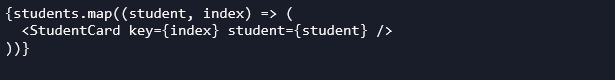 {students.map((student, index) => (
  <StudentCard key={index} student={student} />
))}